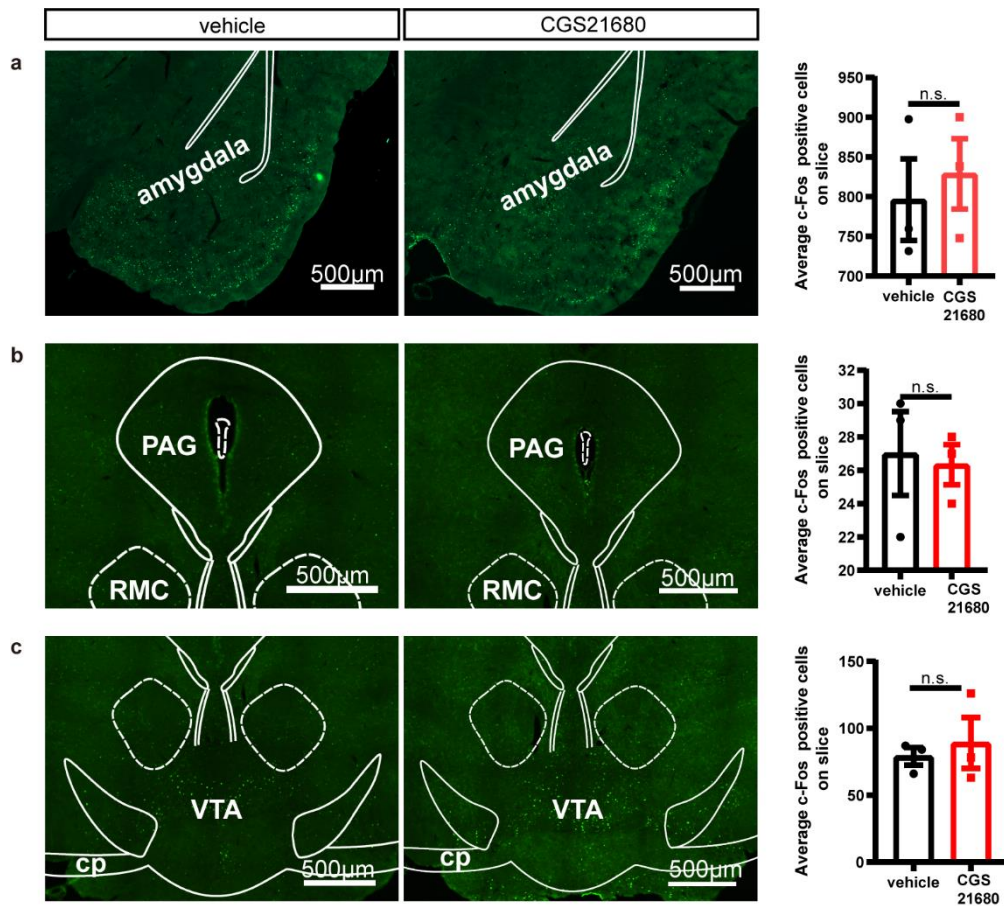 vehicle
CGS21680
a
amygdala
500µm
amygdala
500µm
Average c-Fos positive cells
on slice
950
900
850
800
750
700
n.s.
vehicle
CGS
21680
b
PAG
RMC
500µm
PAG
RMC
500µm
Average c-Fos positive cells
on slice
32
30
28
26
24
22
20
n.s.
vehicle
CGS
21680
c
VTA
cp
500µm
VTA
cp
500µm
Average c-Fos positive cells
on slice
150
100
50
0
n.s.
vehicle
CGS
21680